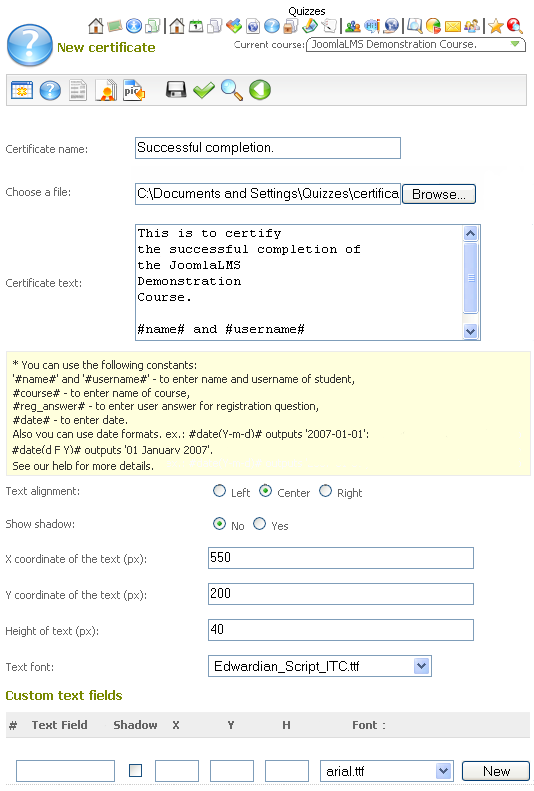 Quizzes
New certificate
Current course: JoomlaLMS Demonstration Course.
pic
Certificate name: Successful completion.
Choose a file: C:\Documents and Settings\Quizzes\certifica Browse...
Certificate text:
This is to certify
the successful completion of
the JoomlaLMS
Demonstration
Course.
#name# and #username#
* You can use the following constants:
'#name#' and '#username#' - to enter name and username of student,
#course# - to enter name of course,
#reg_answer# - to enter user answer for registration question,
#date# - to enter date.
Also you can use date formats. ex.: #date(Y-m-d)# outputs '2007-01-01';
#date(d F Y)# outputs '01 January 2007'.
See our help for more details.
Text alignment: Left Center Right
Show shadow: No Yes
X coordinate of the text (px): 550
Y coordinate of the text (px): 200
Height of text (px): 40
Text font: Edwardian_Script_ITC.ttf
Custom text fields
# Text Field Shadow X Y H Font :
arial.ttf New